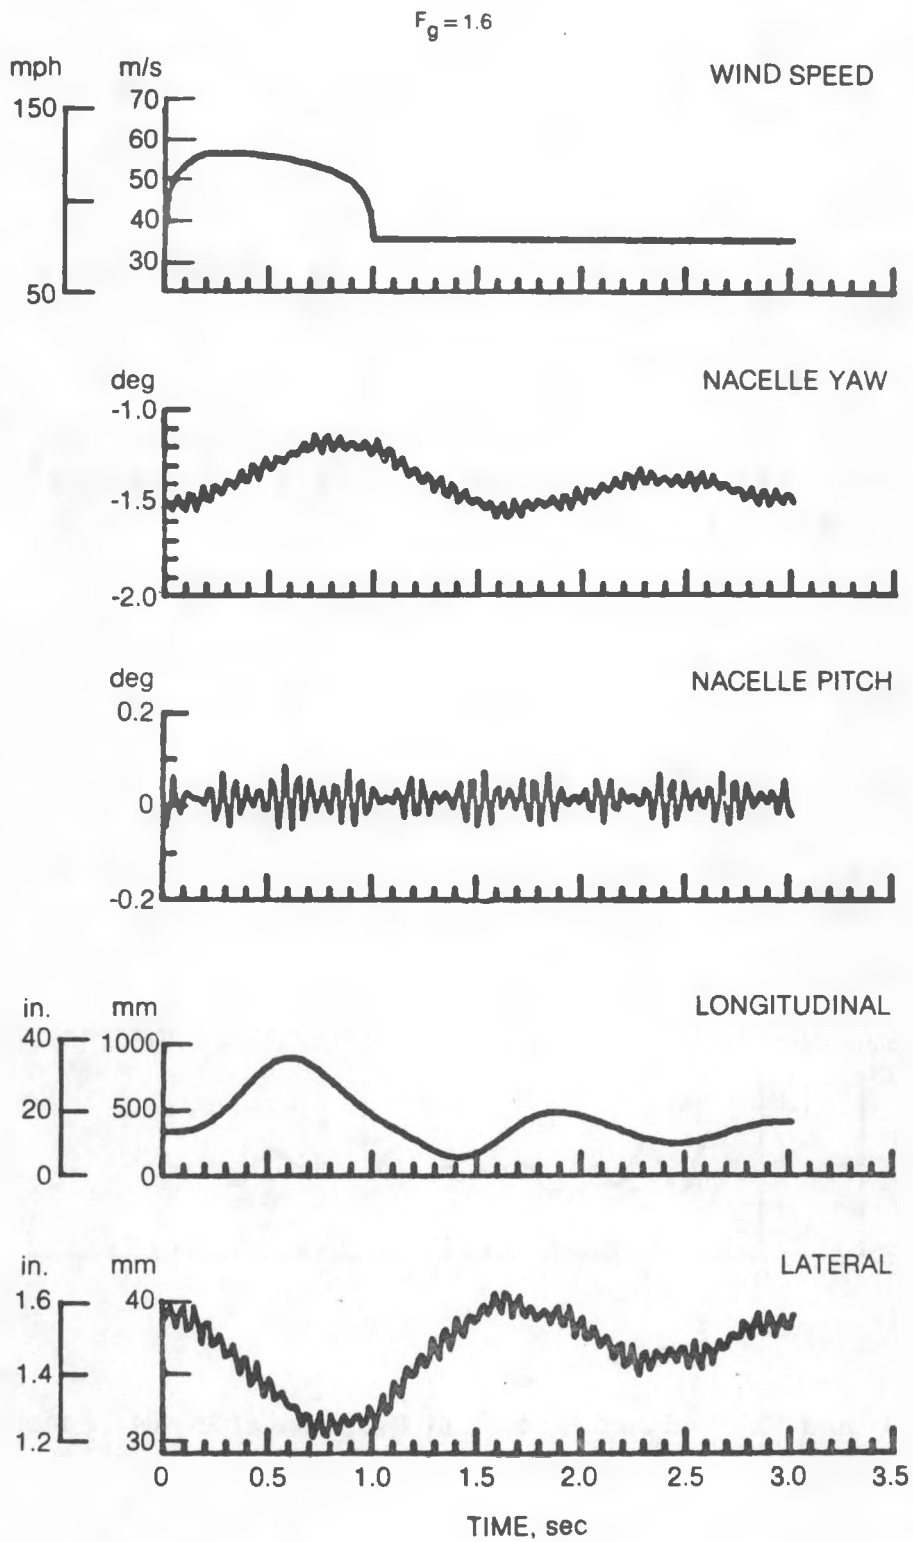 Fg = 1.6
mph m/s WIND SPEED
150 70
60
50
40
30
50
deg NACELLE YAW
-1.0
-1.5
-2.0
deg NACELLE PITCH
0.2
0
-0.2
in. mm LONGITUDINAL
40 1000
20 500
0 0
in. mm LATERAL
1.6 40
1.4
1.2 30
0 0.5 1.0 1.5 2.0 2.5 3.0 3.5
TIME, sec